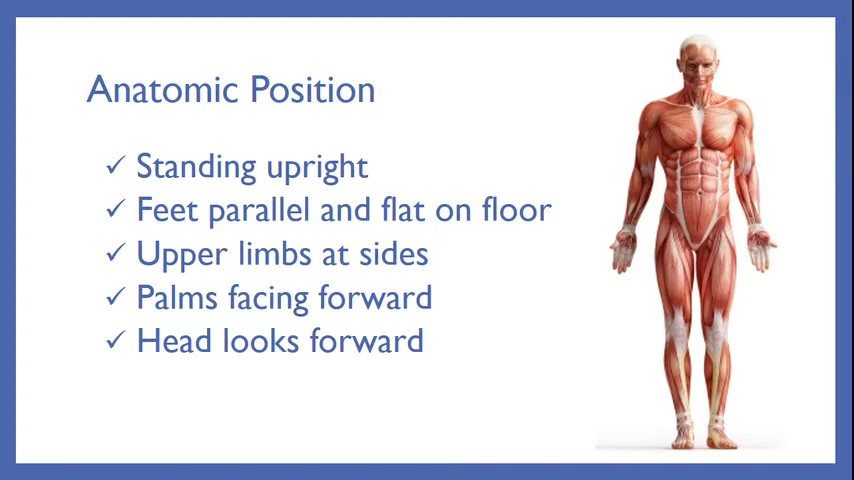 Anatomic Position
✓ Standing upright
✓ Feet parallel and flat on floor
✓ Upper limbs at sides
✓ Palms facing forward
✓ Head looks forward